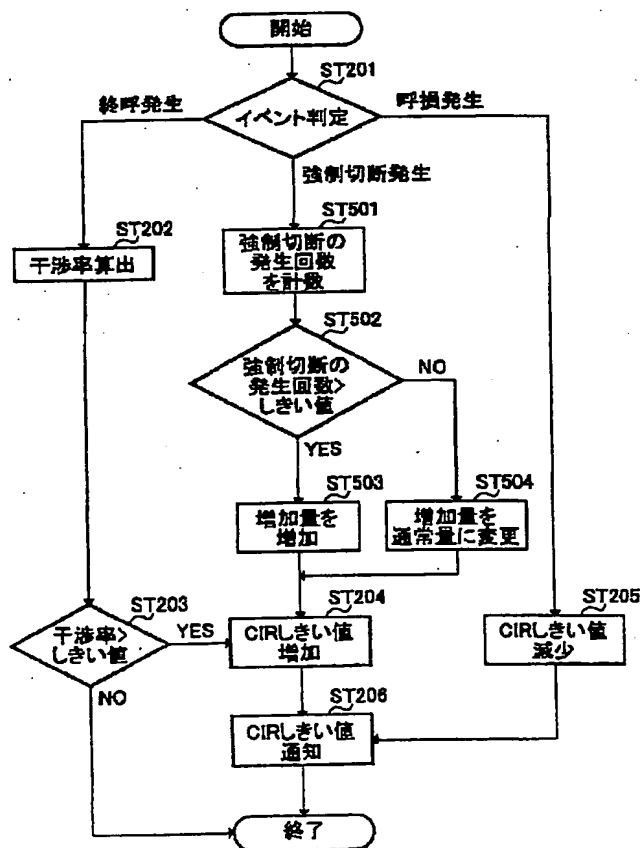 開始
ST201
終呼発生
イベント判定
呼損発生
強制切断発生
ST202
干渉率算出
ST501
強制切断の
発生回数
を計数
ST502
強制切断の
発生回数>
しきい値
NO
YES
ST503
増加量を
増加
ST504
増加量を
通常量に変更
ST203
干渉率>
しきい値
YES
NO
ST204
CIRしきい値
増加
ST205
CIRしきい値
減少
ST206
CIRしきい値
通知
終了